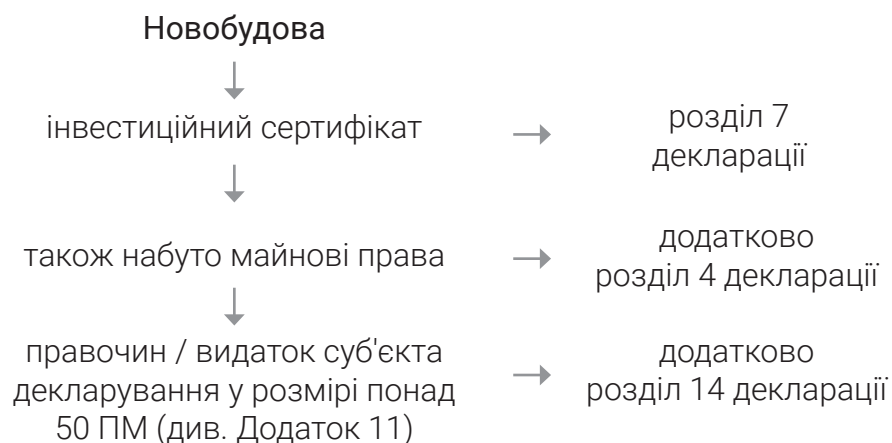 Новобудова
інвестиційний сертифікат
розділ 7
декларації
також набуто майнові права
додатково
розділ 4 декларації
правочин / видаток суб'єкта
декларування у розмірі понад
50 ПМ (див. Додаток 11)
додатково
розділ 14 декларації